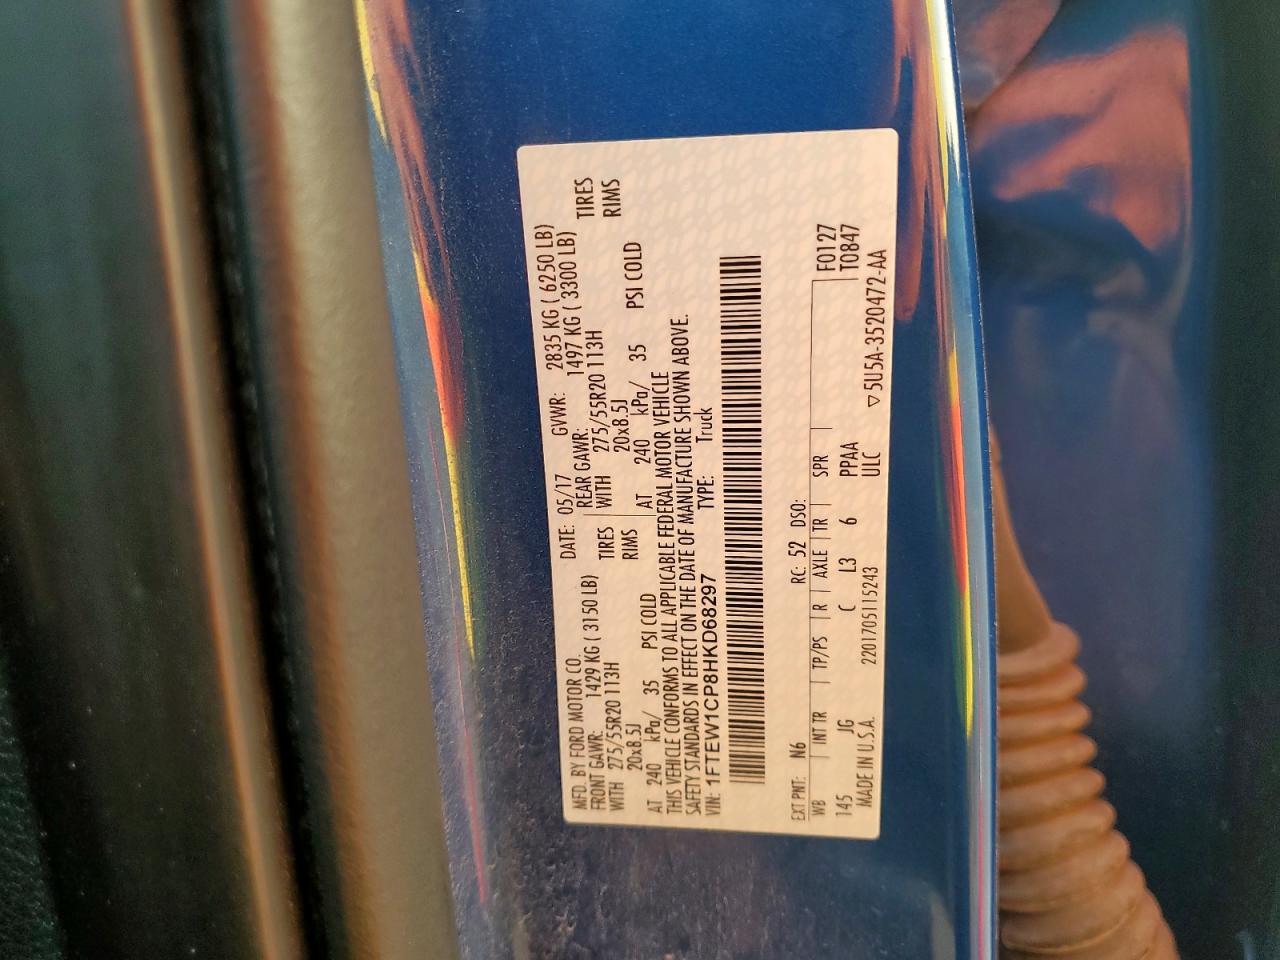 MFD. BY FORD MOTOR CO.
DATE: 05/17 GVWR: 2835 KG ( 6250 LB)
FRONT GAWR: 1429 KG ( 3150 LB)
REAR GAWR: 1497 KG ( 3300 LB)
WITH 275/55R20 113H TIRES
WITH 275/55R20 113H TIRES
20x8.5J RIMS
20x8.5J RIMS
AT 240 kPa/ 35 PSI COLD
AT 240 kPa/ 35 PSI COLD
THIS VEHICLE CONFORMS TO ALL APPLICABLE FEDERAL MOTOR VEHICLE
SAFETY STANDARDS IN EFFECT ON THE DATE OF MANUFACTURE SHOWN ABOVE.
VIN: 1FTEW1CP8HKD68297 TYPE: Truck
EXT PNT: N6 RC: 52 DSO:
WB INT TR TP/PS R AXLE TR SPR F0127
145 JG C L3 6 PPAA T0847
MADE IN U.S.A. 2201705115243 ULC ▽5U5A-3520472-AA